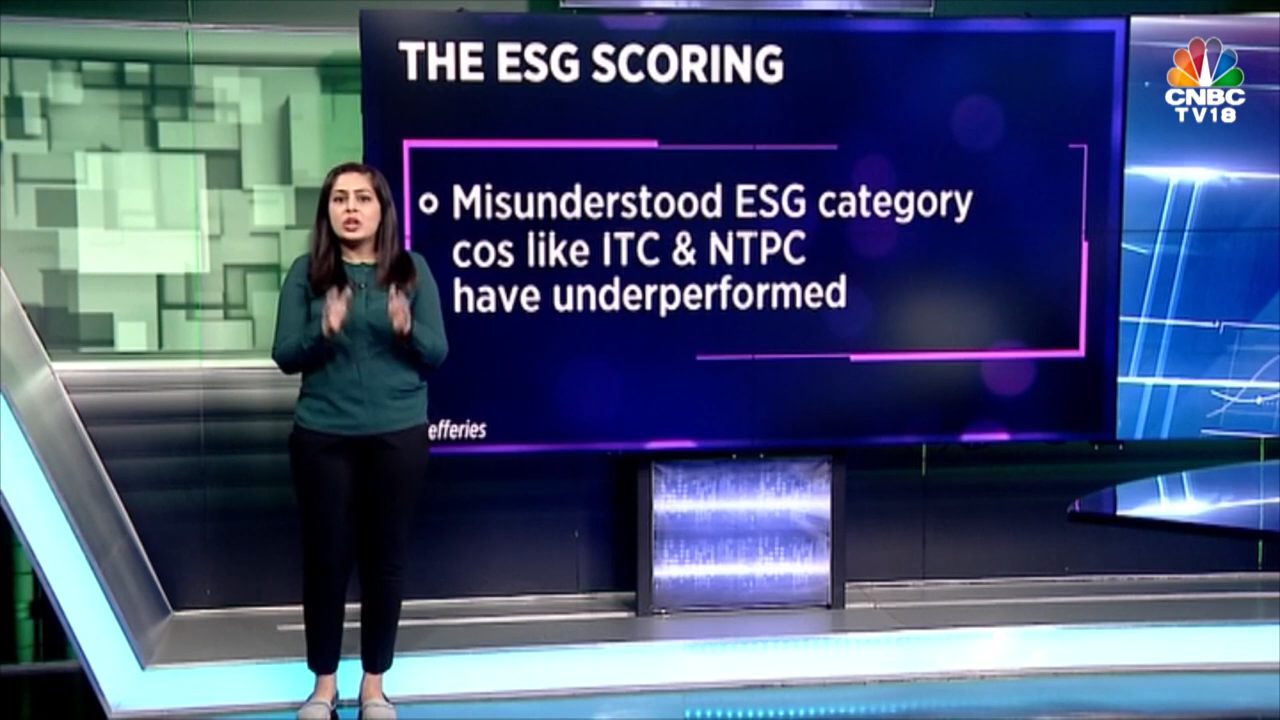 THE ESG SCORING
CNBC
TV18
Misunderstood ESG category
cos like ITC & NTPC
have underperformed
efferies